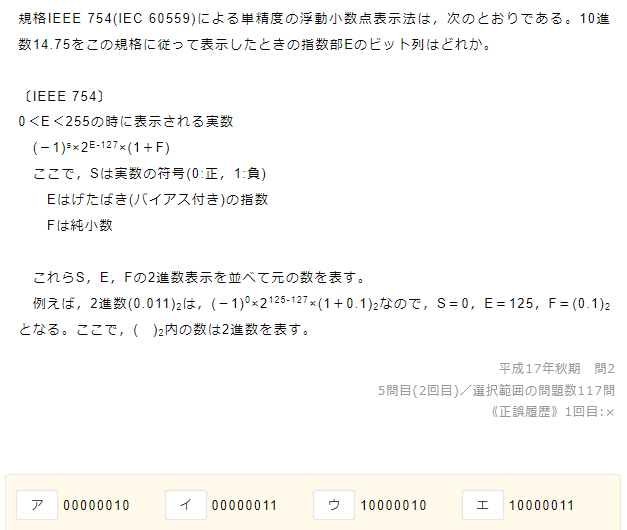 規格IEEE 754(IEC 60559)による単精度の浮動小数点表示法は，次のとおりである。10進
数14.75をこの規格に従って表示したときの指数部Eのビット列はどれか。
〔IEEE 754〕
0＜E＜255の時に表示される実数
(－1)ˢ×2ᴱ⁻¹²⁷×(1＋F)
ここで，Sは実数の符号(0:正，1:負)
Eはげたばき(バイアス付き)の指数
Fは純小数
これらS，E，Fの2進数表示を並べて元の数を表す。
例えば，2進数(0.011)₂は，(－1)⁰×2¹²⁵⁻¹²⁷×(1＋0.1)₂なので，S＝0，E＝125，F＝(0.1)₂
となる。ここで，(　)₂内の数は2進数を表す。
平成17年秋期　問2
5問目(2回目)／選択範囲の問題数117問
《正誤履歴》1回目:×
ア 00000010 イ 00000011 ウ 10000010 エ 10000011